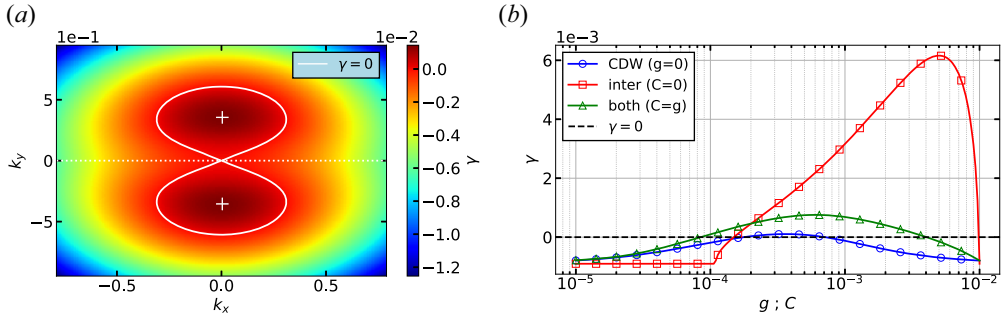 (a)
1e−1
1e−2
γ = 0
5
0
−5
k_y
−0.5
0.0
0.5
k_x
0.0
−0.2
−0.4
−0.6
−0.8
−1.0
−1.2
γ
(b)
1e−3
CDW (g=0)
inter (C=0)
both (C=g)
γ = 0
6
4
2
0
γ
10^−5
10^−4
10^−3
10^−2
g ; C